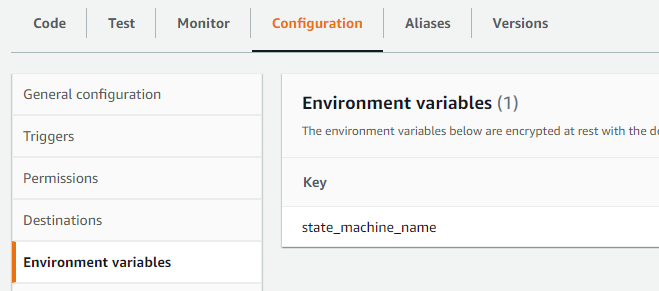 Code Test Monitor Configuration Aliases Versions
General configuration
Triggers
Permissions
Destinations
Environment variables
Environment variables (1)
The environment variables below are encrypted at rest with the
Key
state_machine_name